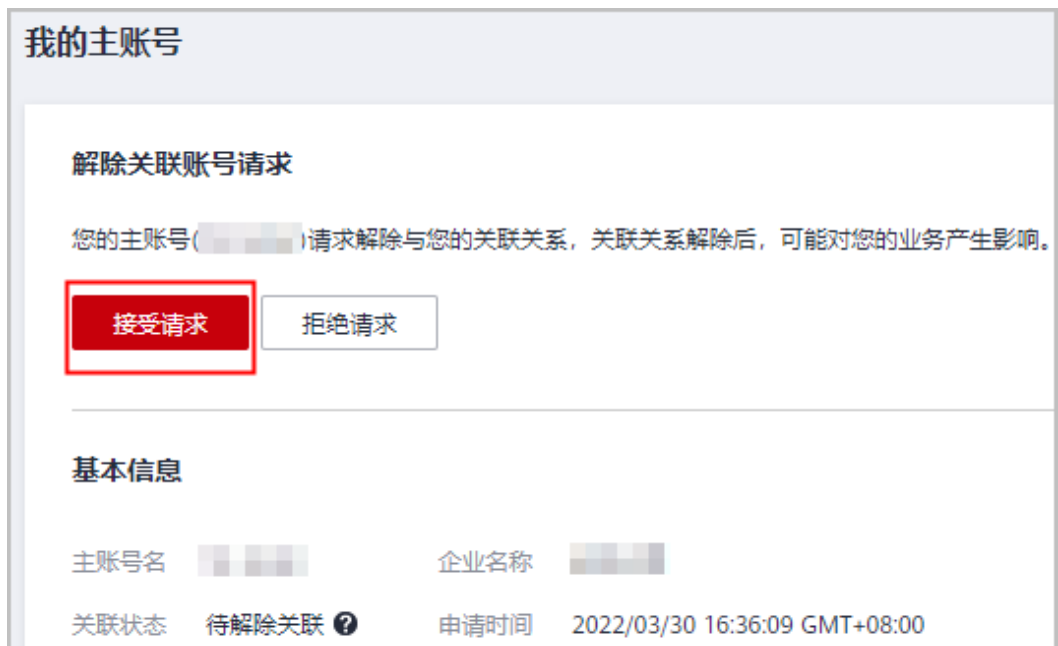 我的主账号
解除关联账号请求
您的主账号( )请求解除与您的关联关系，关联关系解除后，可能对您的业务产生影响。
接受请求 拒绝请求
基本信息
主账号名 企业名称
关联状态 待解除关联 ? 申请时间 2022/03/30 16:36:09 GMT+08:00